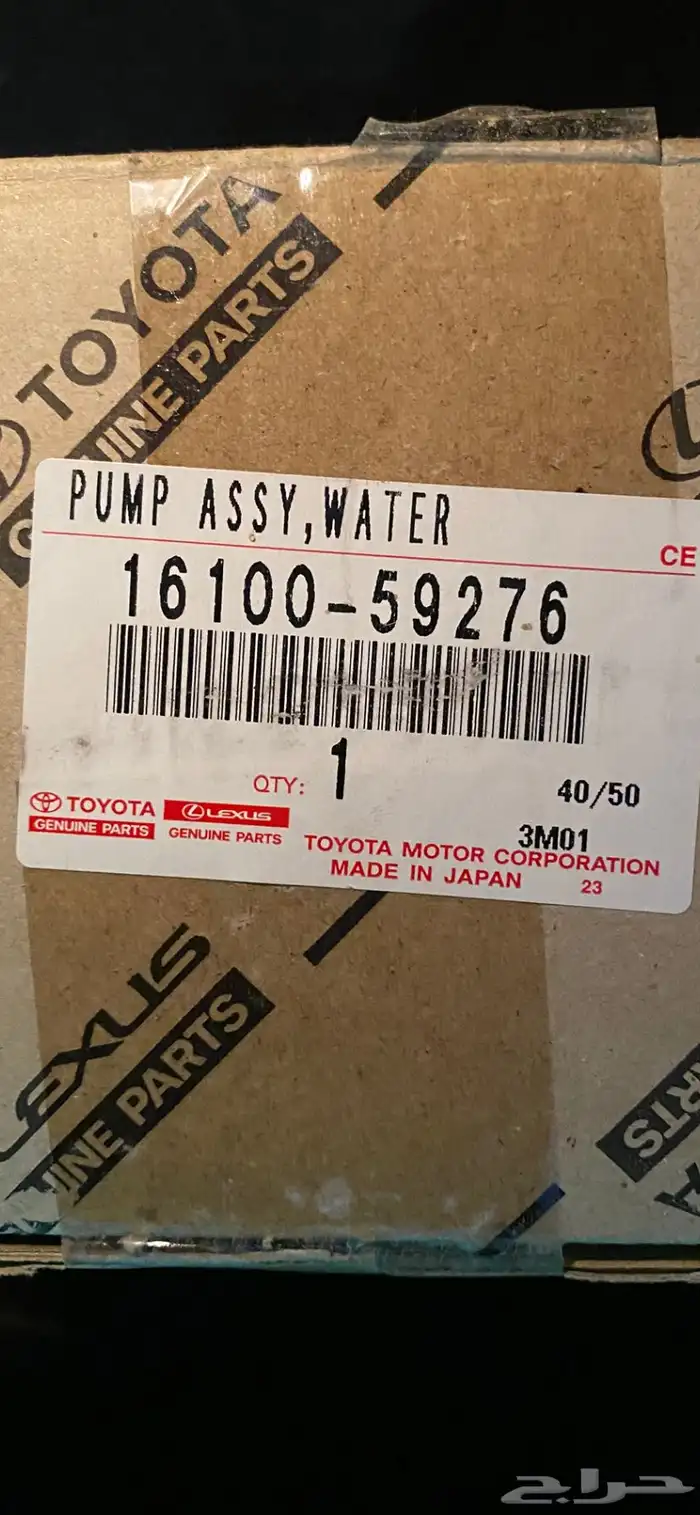 TOYOTA
GENUINE PARTS
PUMP ASSY,WATER
CE
16100-59276
QTY: 1
40/50
TOYOTA
GENUINE PARTS
LEXUS
GENUINE PARTS
3M01
TOYOTA MOTOR CORPORATION
MADE IN JAPAN 23
LEXUS
GENUINE PARTS
PARTS
حراج